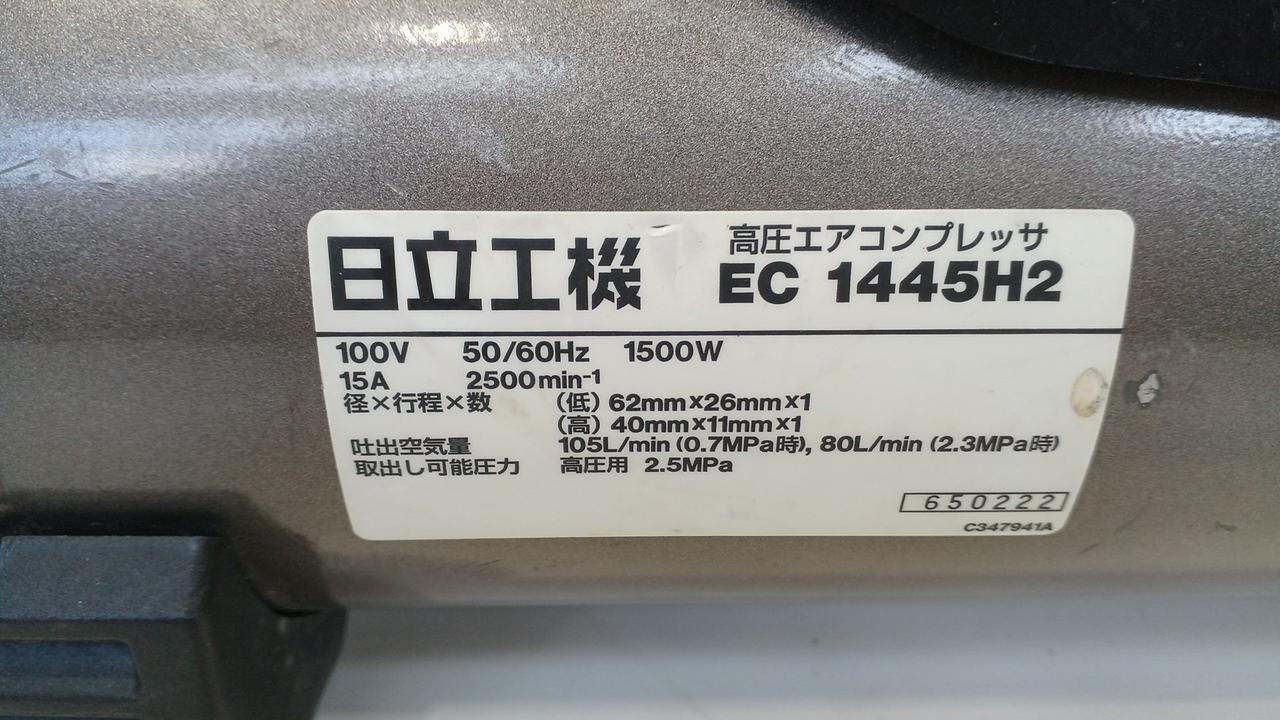 日立工機
高圧エアコンプレッサ
EC 1445H2
100V 50/60Hz 1500W
15A 2500min⁻¹
径×行程×数 (低) 62mm×26mm×1
(高) 40mm×11mm×1
吐出空気量 105L/min (0.7MPa時), 80L/min (2.3MPa時)
取出し可能圧力 高圧用 2.5MPa
650222
C347941A